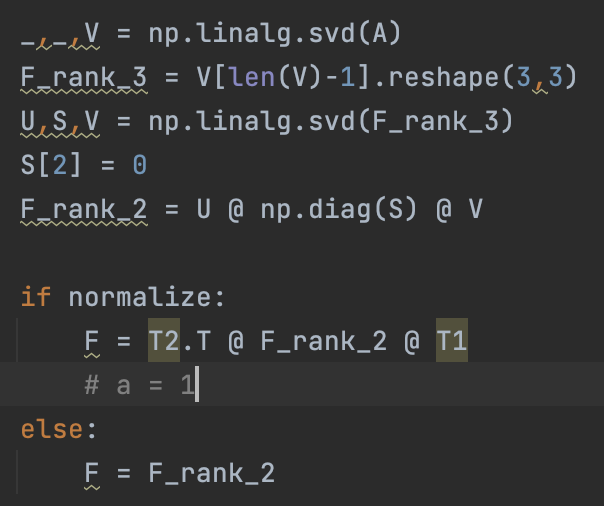 _,_,V = np.linalg.svd(A)
F_rank_3 = V[len(V)-1].reshape(3,3)
U,S,V = np.linalg.svd(F_rank_3)
S[2] = 0
F_rank_2 = U @ np.diag(S) @ V
if normalize:
    F = T2.T @ F_rank_2 @ T1
    # a = 1
else:
    F = F_rank_2